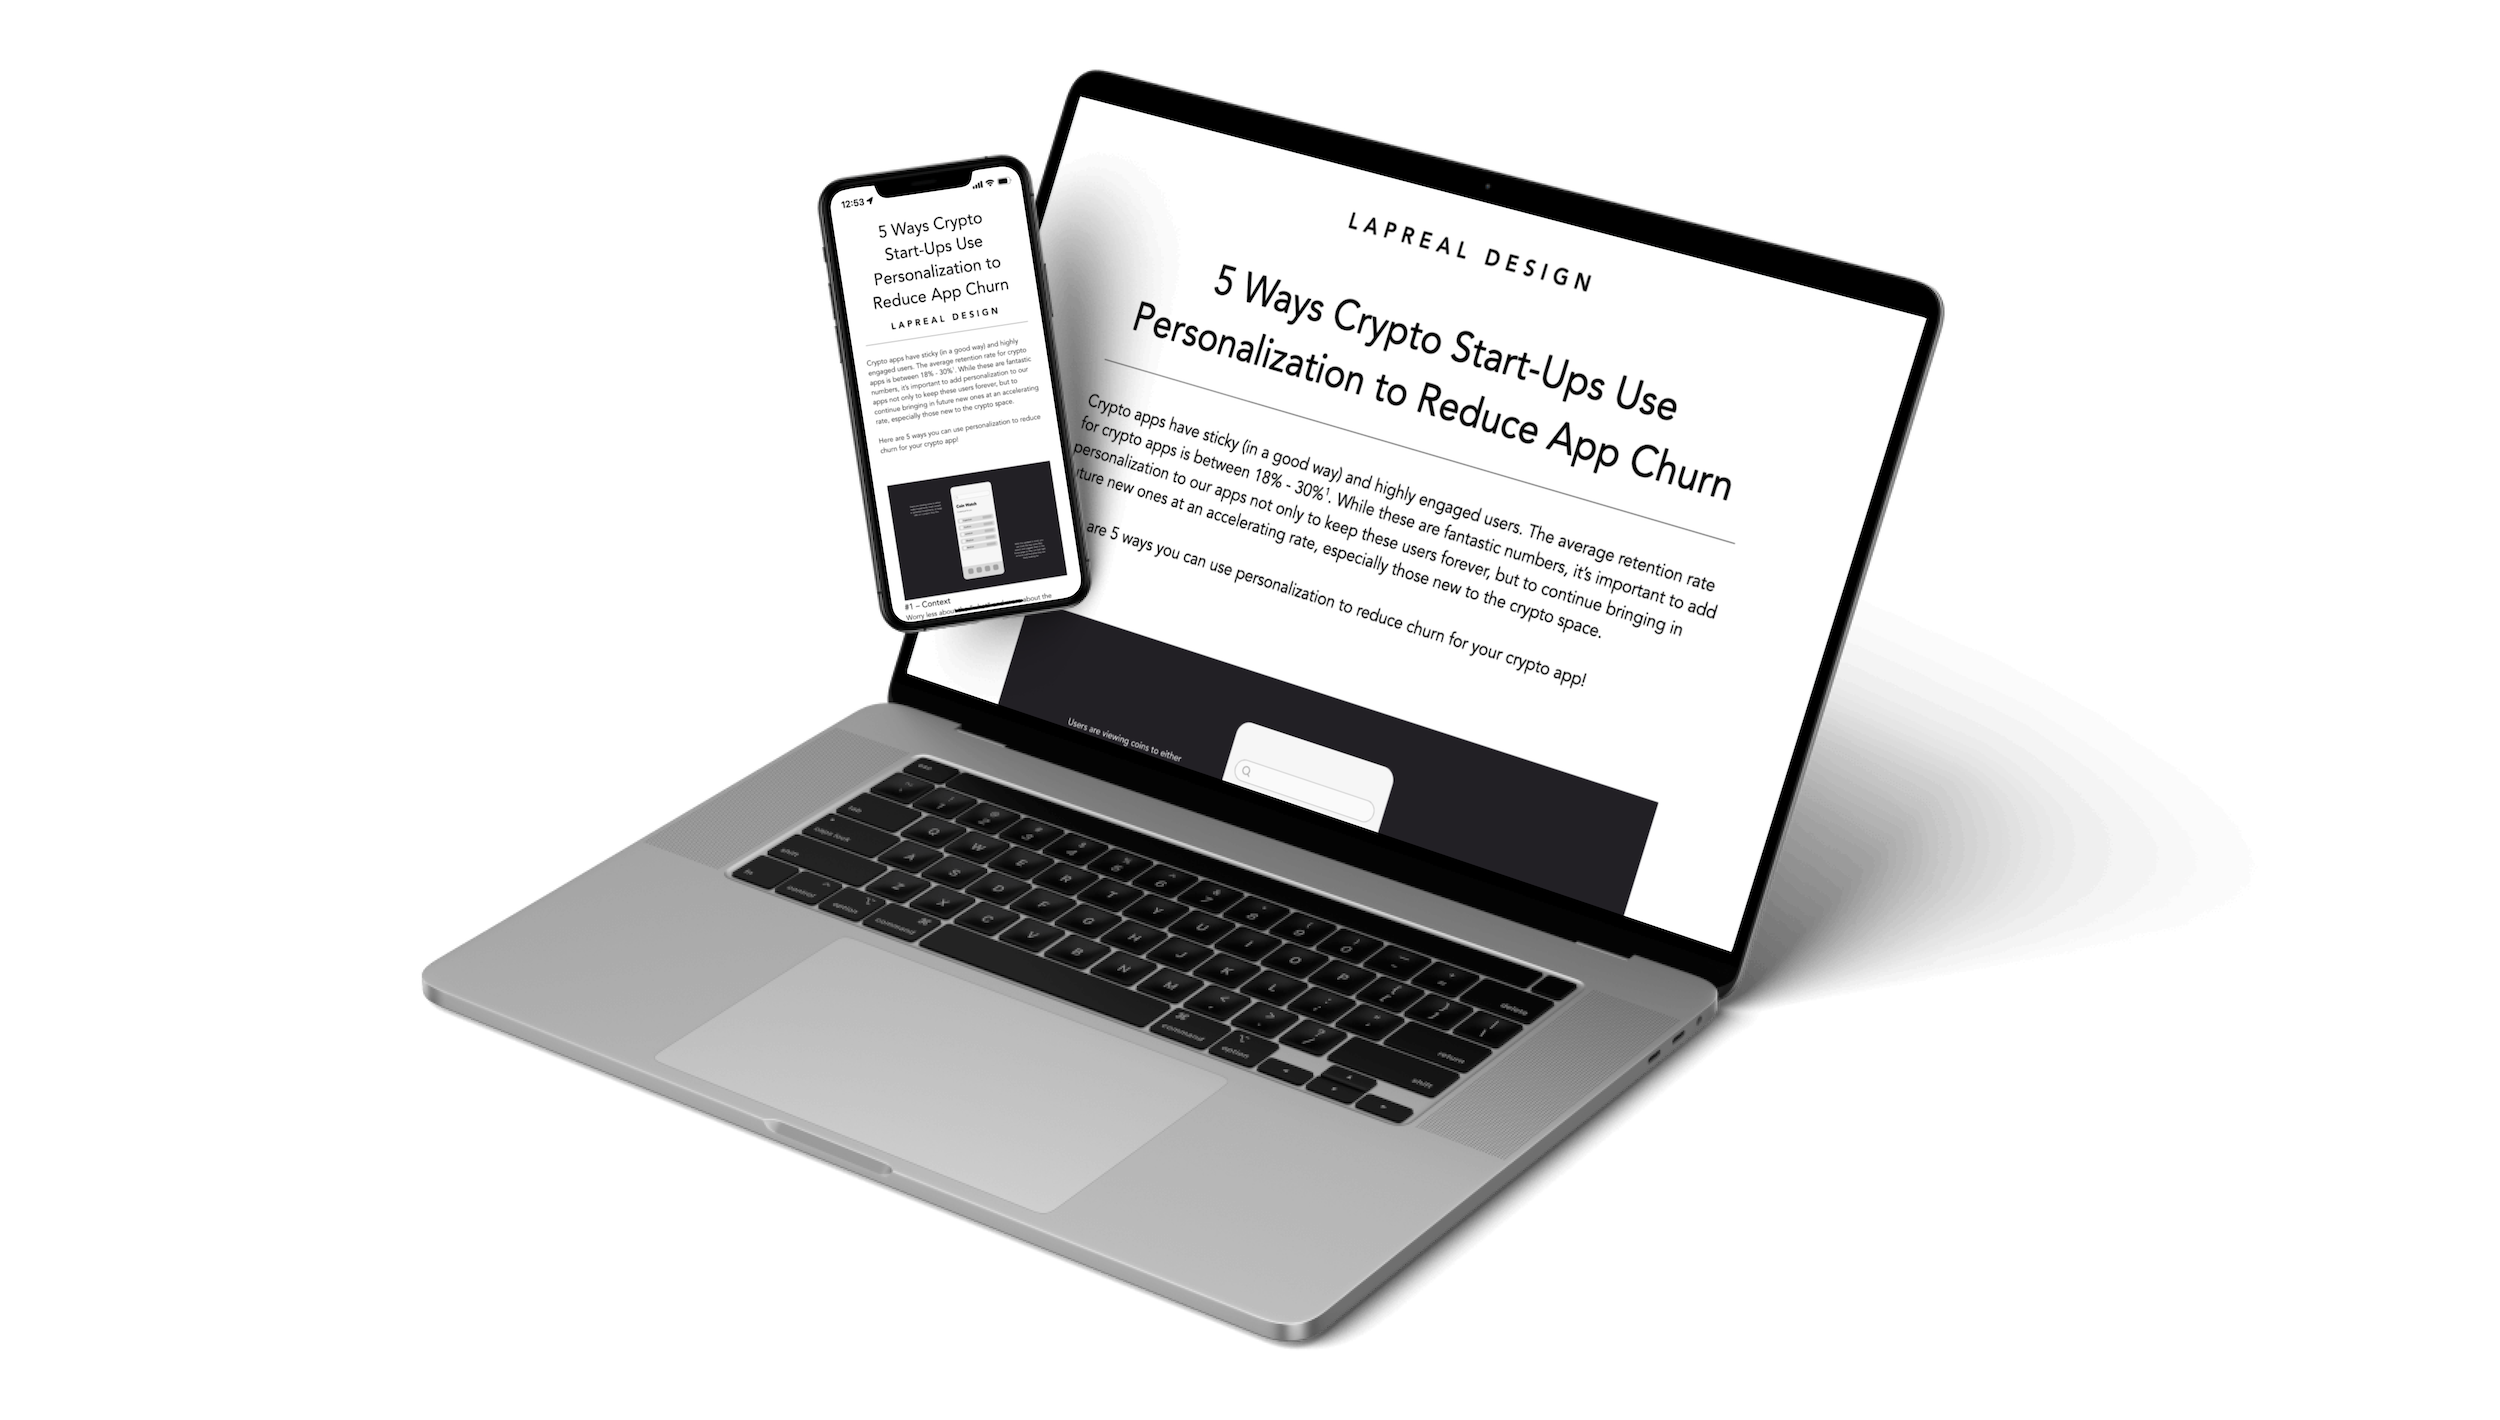 12:53
5 Ways Crypto
Start-Ups Use
Personalization to
Reduce App Churn
LAPREAL DESIGN
Crypto apps have sticky (in a good way) and highly
engaged users. The average retention rate for crypto
apps is between 18% - 30%¹. While these are fantastic
numbers, it's important to add personalization to our
apps not only to keep these users forever, but to
continue bringing in future new ones at an accelerating
rate, especially those new to the crypto space.
Here are 5 ways you can use personalization to reduce
churn for your crypto app!
Coin Watch
#1 – Context
Worry less about about the
LAPREAL DESIGN
5 Ways Crypto Start-Ups Use
Personalization to Reduce App Churn
Crypto apps have sticky (in a good way) and highly engaged users. The average retention rate
for crypto apps is between 18% - 30%¹. While these are fantastic numbers, it's important to add
personalization to our apps not only to keep these users forever, but to continue bringing in
uture new ones at an accelerating rate, especially those new to the crypto space.
are 5 ways you can use personalization to reduce churn for your crypto app!
Users are viewing coins to either
esc
~ ` ! 1 @ 2 # 3 $ 4 % 5 ^ 6 & 7 * 8 ( 9 ) 0 — - + = delete
tab Q W E R T Y U I O P { [ } ] | \
caps lock A S D F G H J K L : ; " ' return
shift Z X C V B N M < , > . ? / shift
fn control option command command option